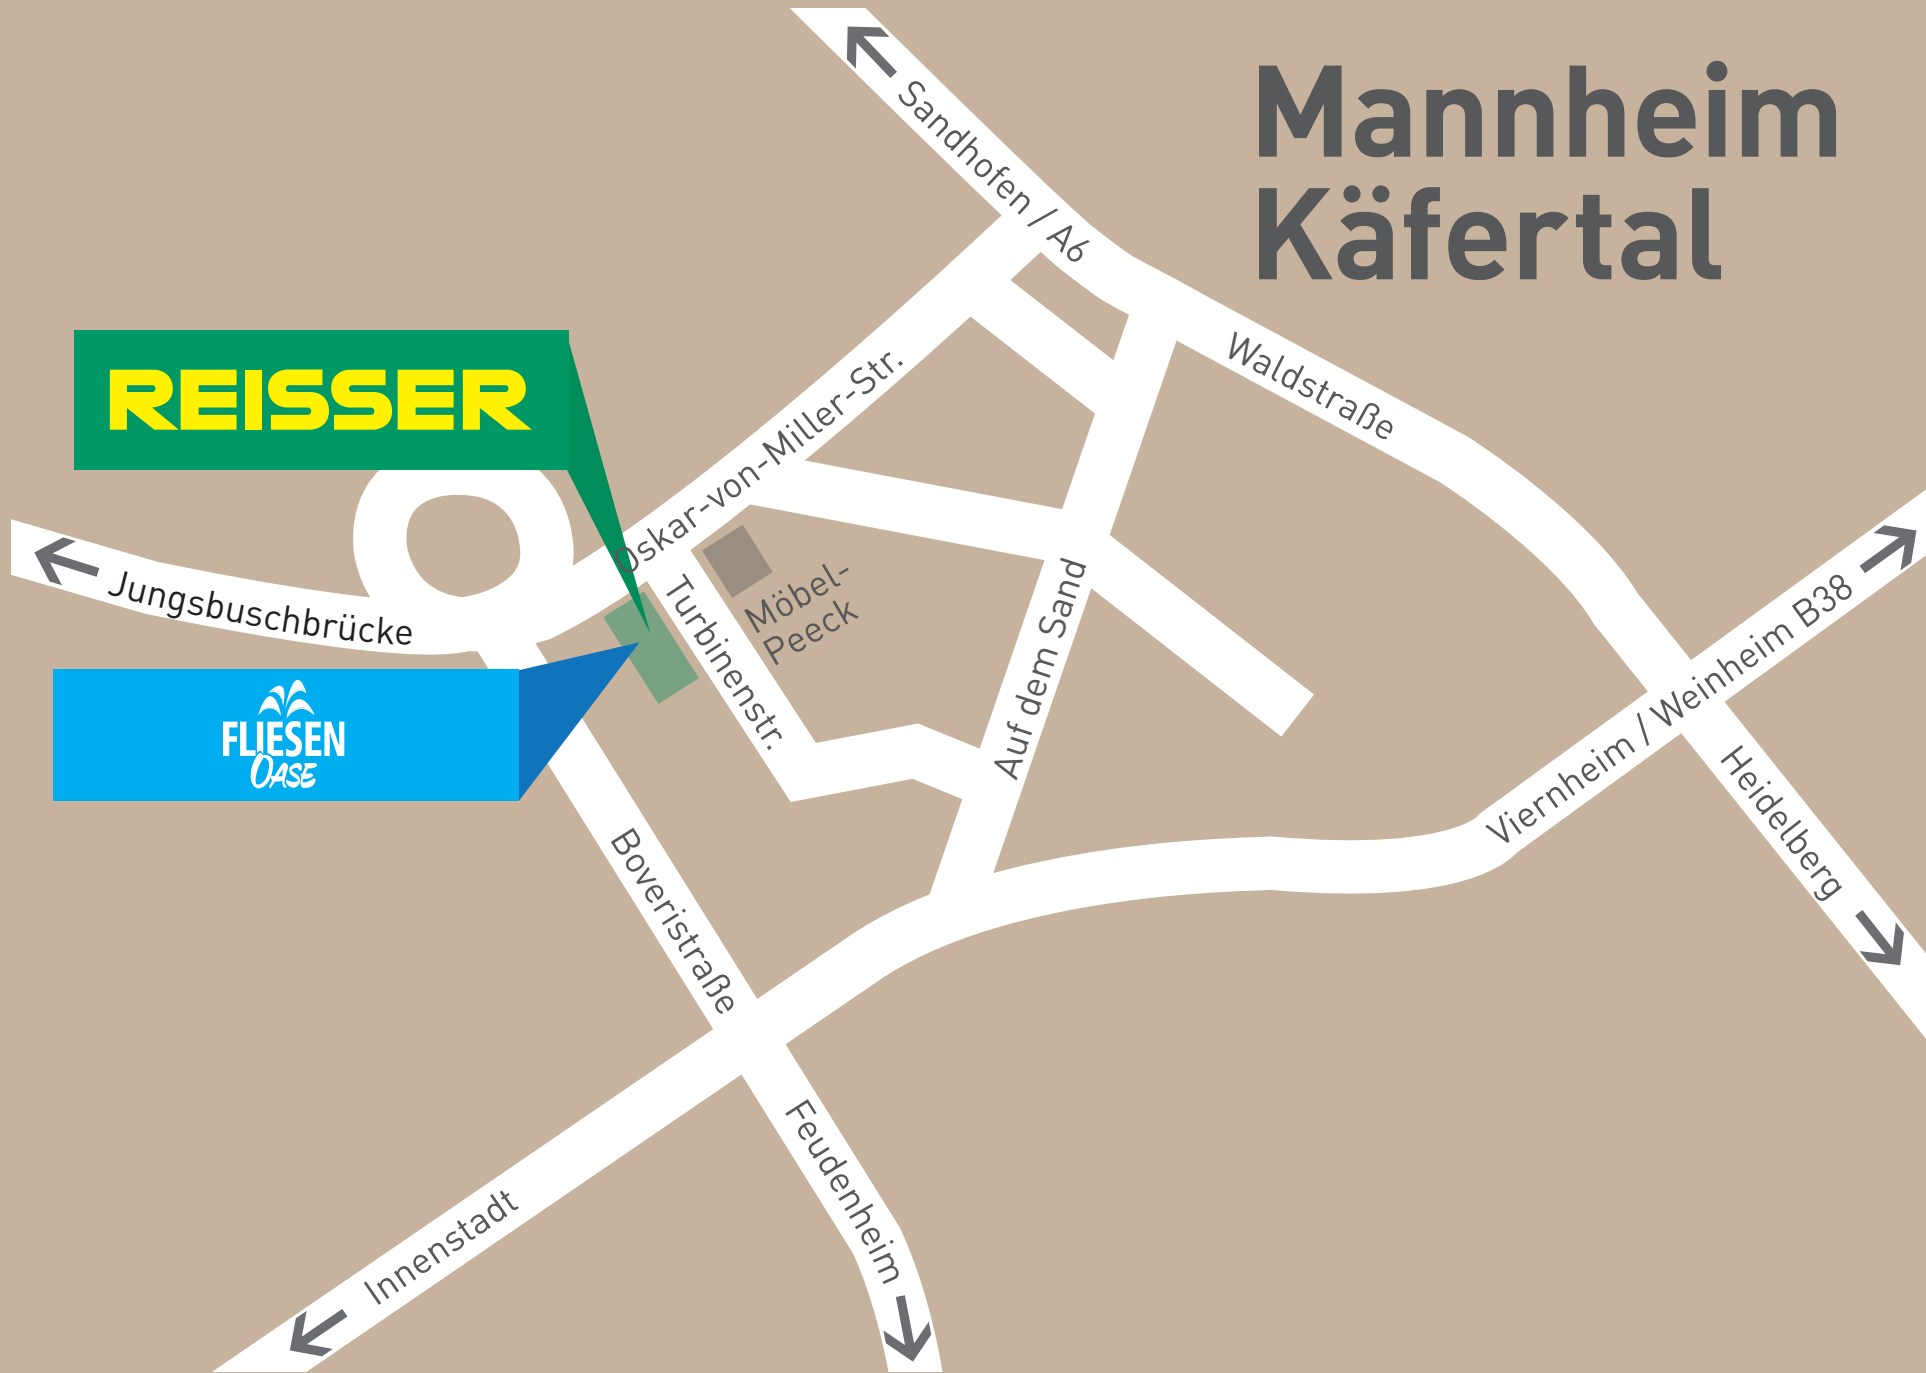 Mannheim
Käfertal
Sandhofen / A6
Waldstraße
REISSER
Oskar-von-Miller-Str.
Jungsbuschbrücke
Möbel-
Peeck
Turbinenstr.
Auf dem Sand
Viernheim / Weinheim B38
Heidelberg
FLIESEN
OASE
Boveristraße
Feudenheim
Innenstadt